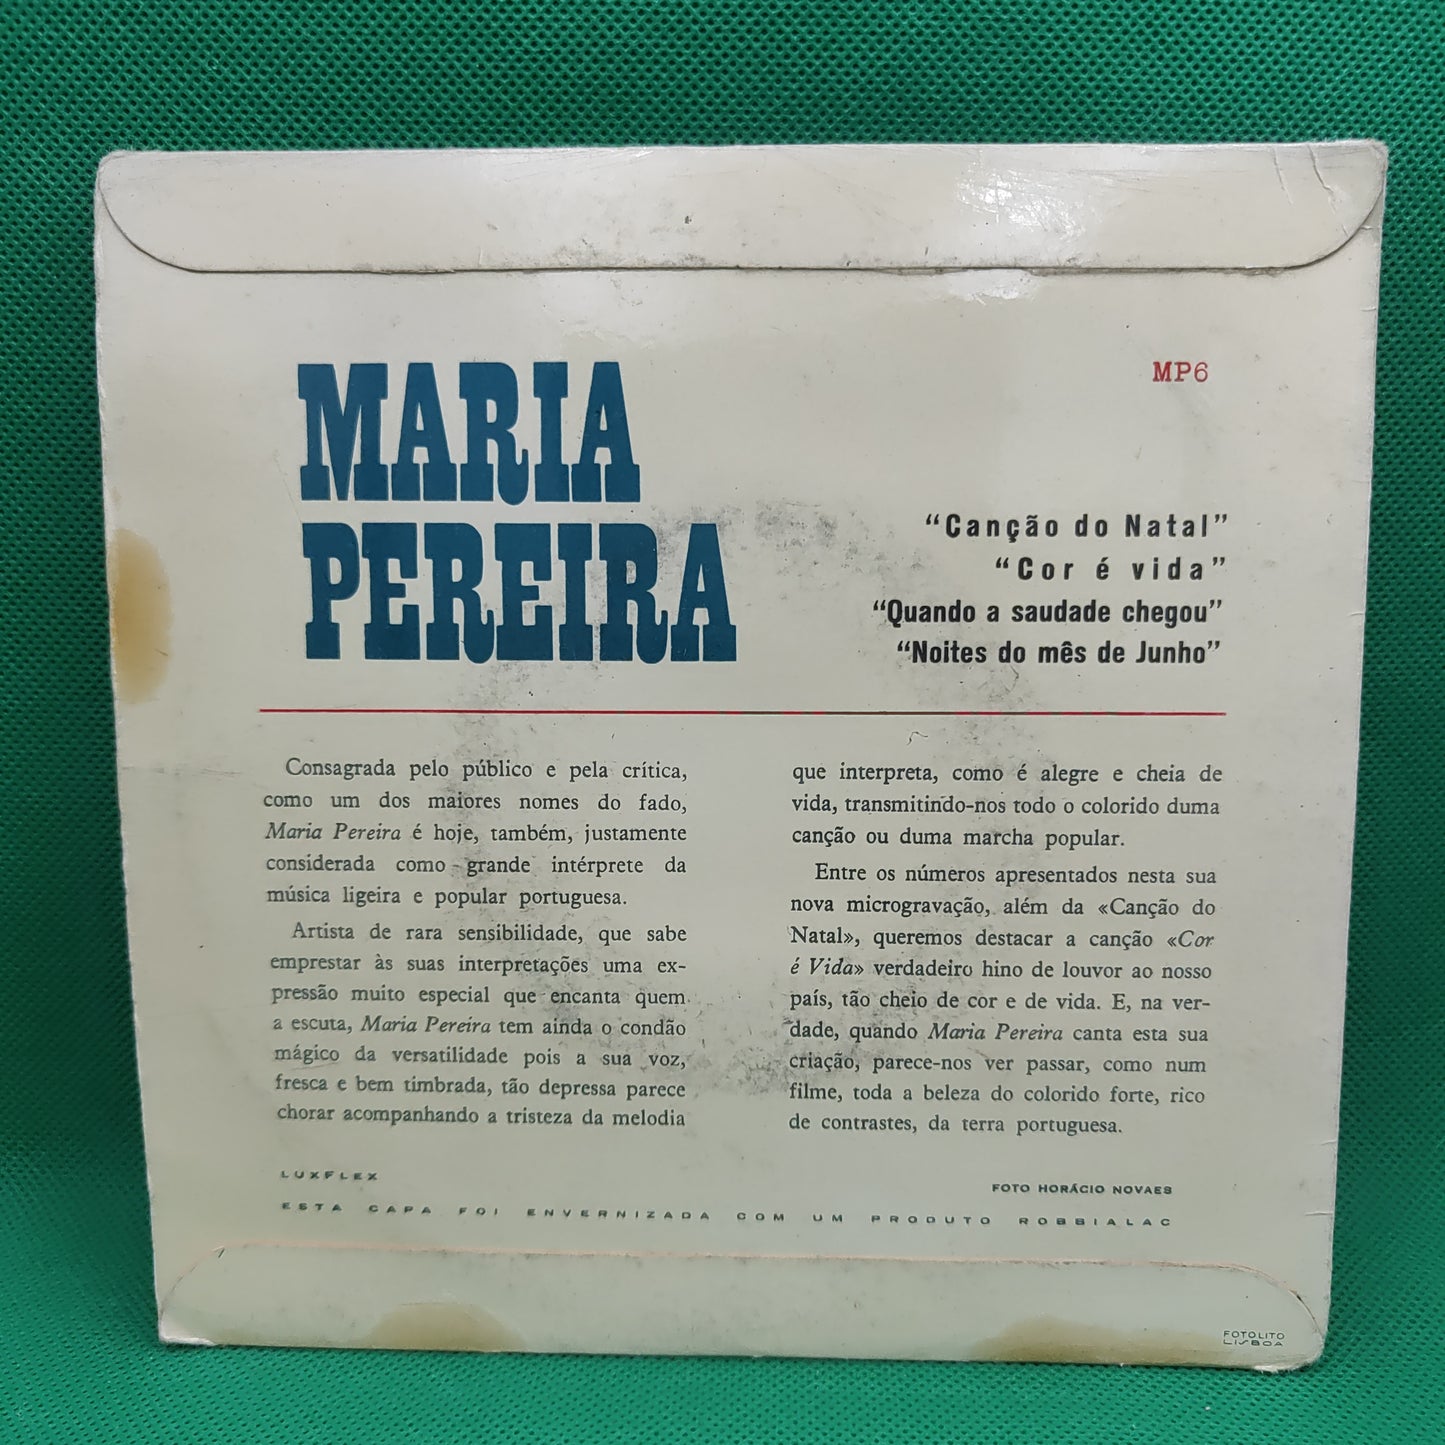 MARIA
PEREIRA
MP6
“Canção do Natal”
“Cor é vida”
“Quando a saudade chegou”
“Noites do mês de Junho”
Consagrada pelo público e pela crítica,
como um dos maiores nomes do fado,
Maria Pereira é hoje, também, justamente
considerada como grande intérprete da
música ligeira e popular portuguesa.
Artista de rara sensibilidade, que sabe
emprestar às suas interpretações uma ex-
pressão muito especial que encanta quem
a escuta, Maria Pereira tem ainda o condão
mágico da versatilidade pois a sua voz,
fresca e bem timbrada, tão depressa parece
chorar acompanhando a tristeza da melodia
que interpreta, como é alegre e cheia de
vida, transmitindo-nos todo o colorido duma
canção ou duma marcha popular.
Entre os números apresentados nesta sua
nova microgravação, além da «Canção do
Natal», queremos destacar a canção «Cor
é Vida» verdadeiro hino de louvor ao nosso
país, tão cheio de cor e de vida. E, na ver-
dade, quando Maria Pereira canta esta sua
criação, parece-nos ver passar, como num
filme, toda a beleza do colorido forte, rico
de contrastes, da terra portuguesa.
LUXFLEX
FOTO HORÁCIO NOVAES
ESTA CAPA FOI ENVERNIZADA COM UM PRODUTO ROBBIALAC
FOTOLITO
LISBOA